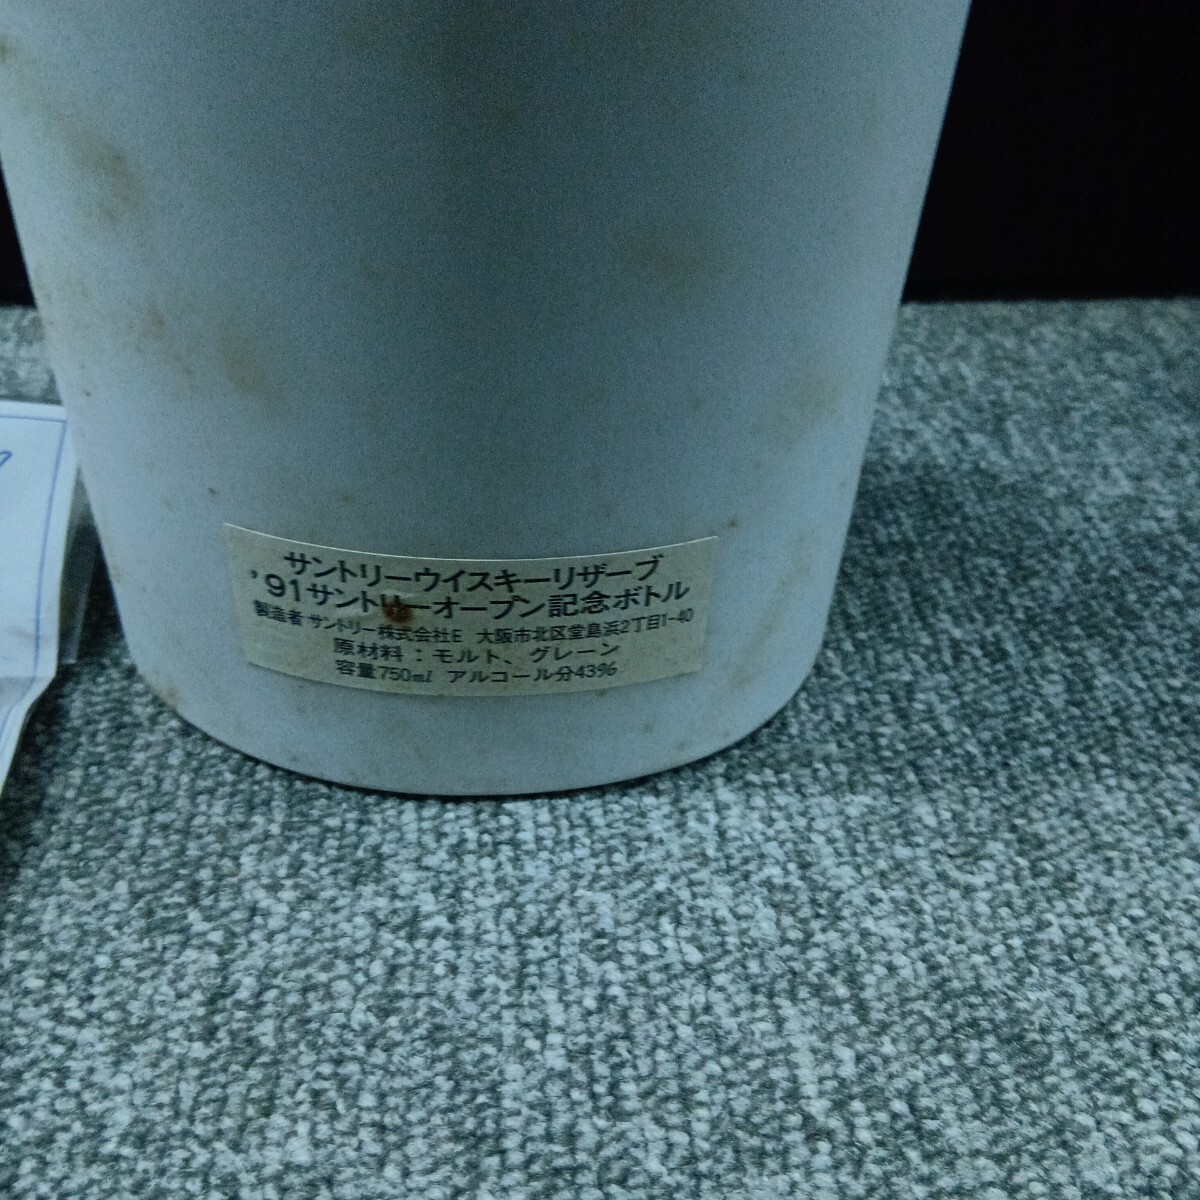 サントリーウイスキーリザーブ
'91サントリーオープン記念ボトル
製造者 サントリー株式会社E 大阪市北区堂島浜2丁目1-40
原材料：モルト、グレーン
容量750ml アルコール分43%